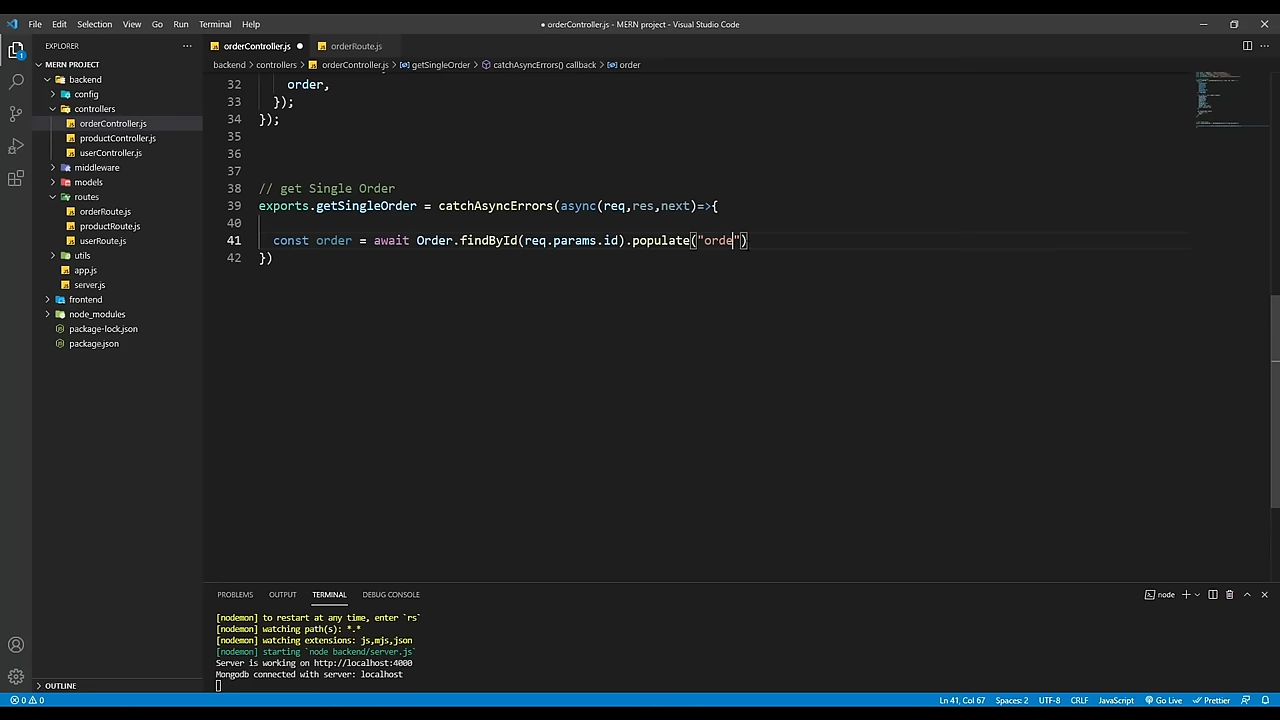 File Edit Selection View Go Run Terminal Help
● orderController.js - MERN project - Visual Studio Code
EXPLORER
MERN PROJECT
backend
config
controllers
orderController.js
productController.js
userController.js
middleware
models
routes
orderRoute.js
productRoute.js
userRoute.js
utils
app.js
server.js
frontend
node_modules
package-lock.json
package.json
OUTLINE
orderController.js ● orderRoute.js
backend > controllers > orderController.js > getSingleOrder > catchAsyncErrors() callback > order
32 order,
33 });
34 });
35
36
37
38 // get Single Order
39 exports.getSingleOrder = catchAsyncErrors(async(req,res,next)=>{
40
41 const order = await Order.findById(req.params.id).populate("orde")
42 })
PROBLEMS OUTPUT TERMINAL DEBUG CONSOLE
node
[nodemon] to restart at any time, enter `rs`
[nodemon] watching path(s): *.*
[nodemon] watching extensions: js,mjs,json
[nodemon] starting `node backend/server.js`
Server is working on http://localhost:4000
Mongodb connected with server: localhost
0 0 Ln 41, Col 67 Spaces: 2 UTF-8 CRLF JavaScript Go Live Prettier